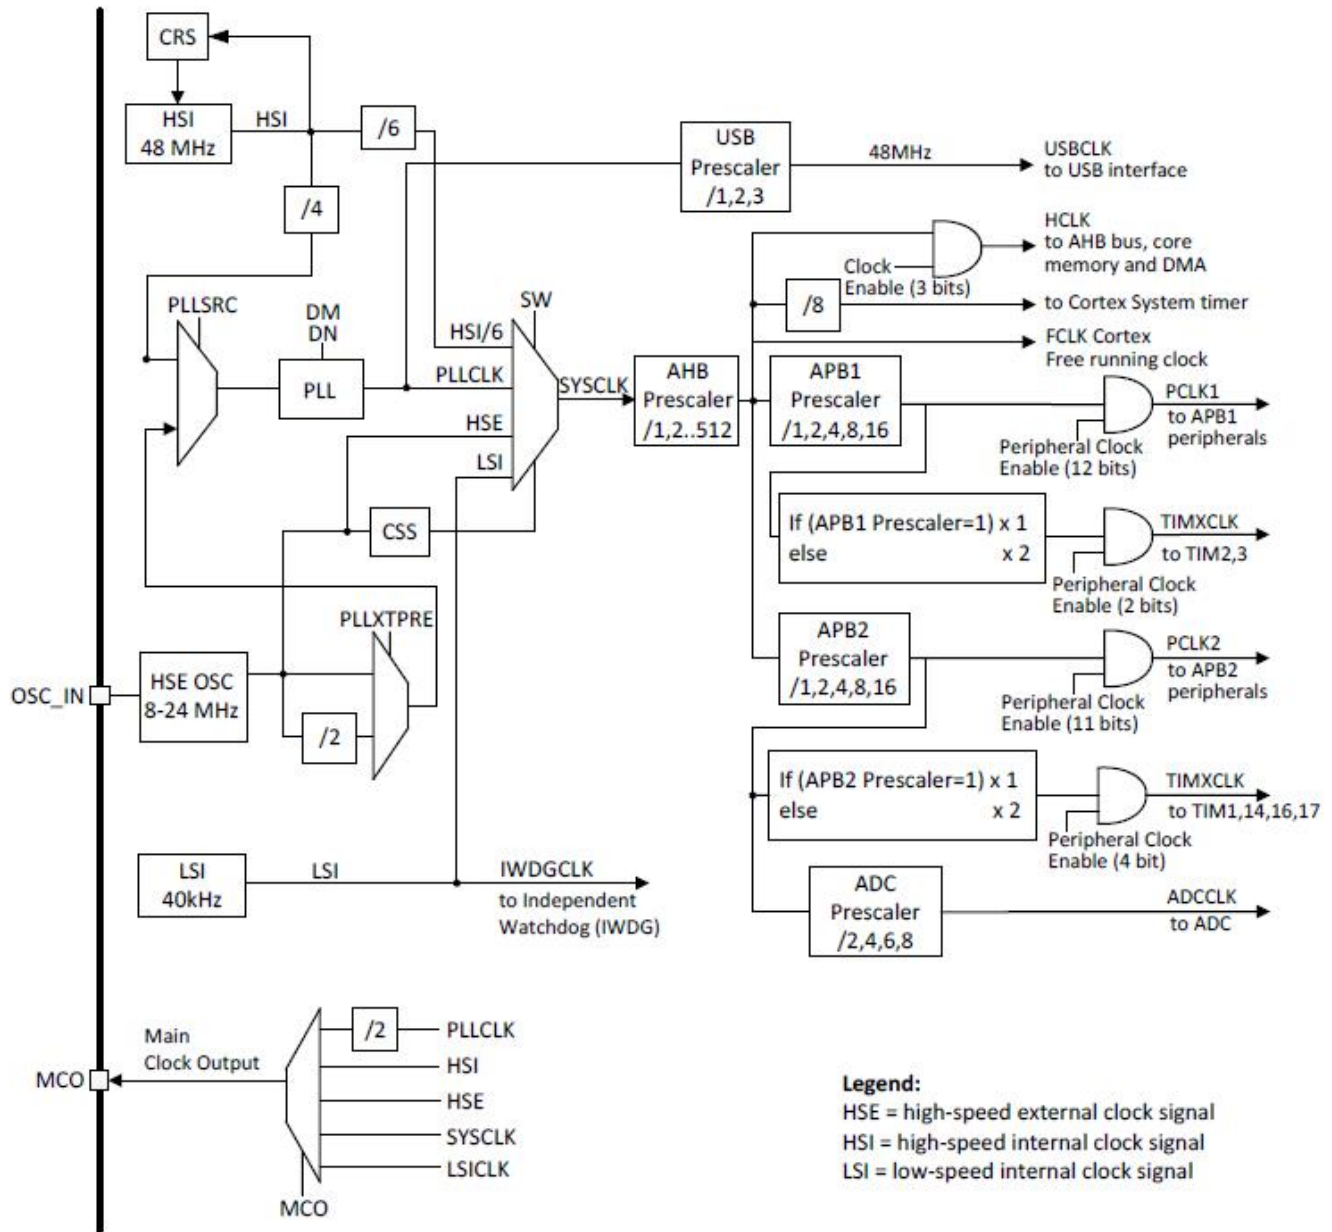 CRS
HSI
48 MHz
HSI
/6
/4
USB
Prescaler
/1,2,3
48MHz
USBCLK
to USB interface
HCLK
to AHB bus, core
memory and DMA
Clock
Enable (3 bits)
/8
to Cortex System timer
FCLK Cortex
Free running clock
PLLSRC
DM
DN
PLL
SW
HSI/6
PLLCLK
HSE
LSI
SYSCLK
AHB
Prescaler
/1,2..512
APB1
Prescaler
/1,2,4,8,16
PCLK1
to APB1
peripherals
Peripheral Clock
Enable (12 bits)
CSS
If (APB1 Prescaler=1) x 1
else x 2
TIMXCLK
to TIM2,3
Peripheral Clock
Enable (2 bits)
PLLXTPRE
OSC_IN
HSE OSC
8-24 MHz
/2
APB2
Prescaler
/1,2,4,8,16
PCLK2
to APB2
peripherals
Peripheral Clock
Enable (11 bits)
If (APB2 Prescaler=1) x 1
else x 2
TIMXCLK
to TIM1,14,16,17
Peripheral Clock
Enable (4 bit)
LSI
40kHz
LSI
IWDGCLK
to Independent
Watchdog (IWDG)
ADC
Prescaler
/2,4,6,8
ADCCLK
to ADC
MCO
Main
Clock Output
/2
PLLCLK
HSI
HSE
SYSCLK
LSICLK
MCO
Legend:
HSE = high-speed external clock signal
HSI = high-speed internal clock signal
LSI = low-speed internal clock signal